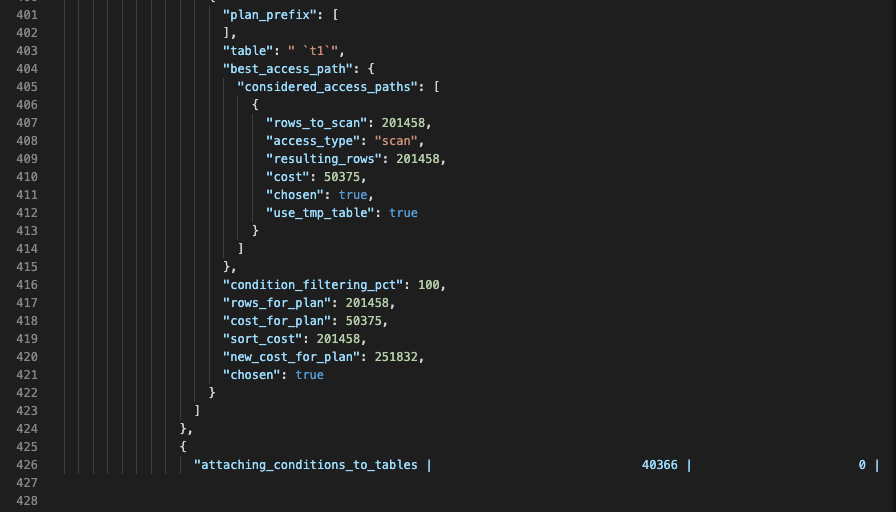 401 "plan_prefix": [
402 ],
403 "table": " `t1`",
404 "best_access_path": {
405 "considered_access_paths": [
406 {
407 "rows_to_scan": 201458,
408 "access_type": "scan",
409 "resulting_rows": 201458,
410 "cost": 50375,
411 "chosen": true,
412 "use_tmp_table": true
413 }
414 ]
415 },
416 "condition_filtering_pct": 100,
417 "rows_for_plan": 201458,
418 "cost_for_plan": 50375,
419 "sort_cost": 201458,
420 "new_cost_for_plan": 251832,
421 "chosen": true
422 }
423 ]
424 },
425 {
426 "attaching_conditions_to_tables | 40366 | 0 |
427
428